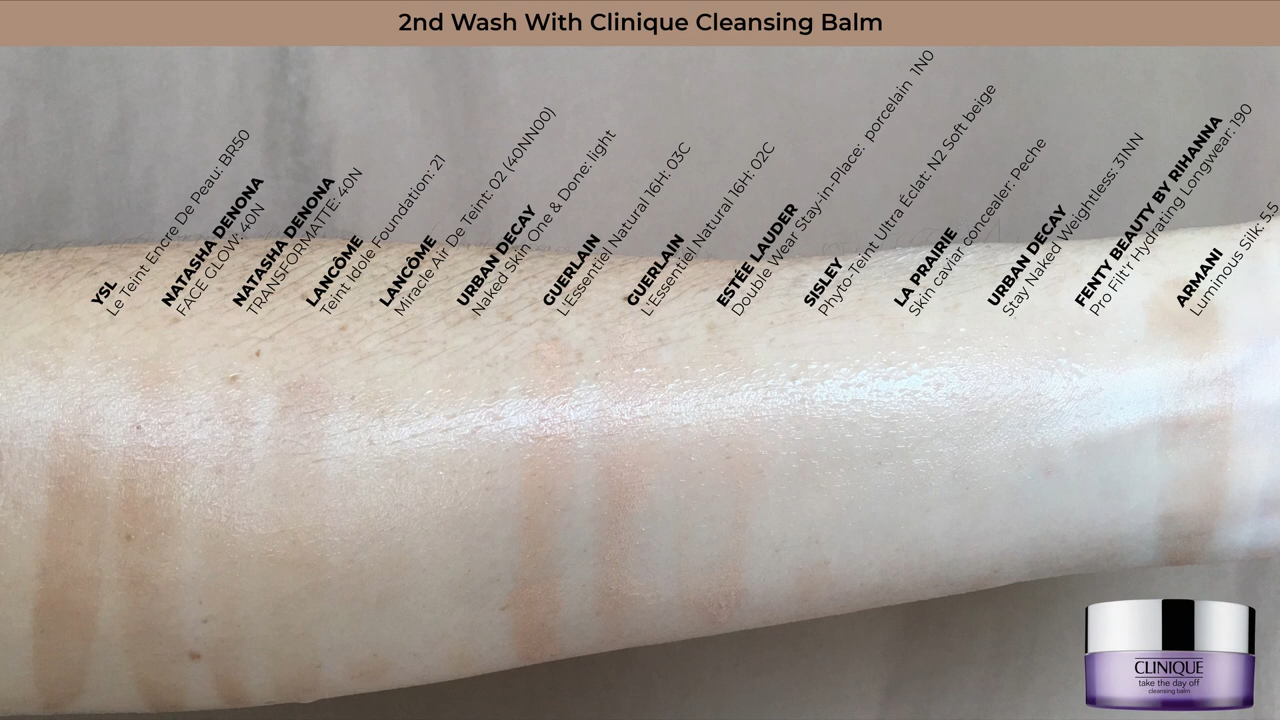 2nd Wash With Clinique Cleansing Balm
YSL
Le Teint Encre De Peau: BR50
NATASHA DENONA
FACE GLOW: 40N
NATASHA DENONA
TRANSFORMATTE: 40N
LANCÔME
Teint Idole Foundation: 21
LANCÔME
Miracle Air De Teint: 02 (40NN00)
URBAN DECAY
Naked Skin One & Done: light
GUERLAIN
L'Essentiel Natural 16H: 03C
GUERLAIN
L'Essentiel Natural 16H: 02C
ESTÉE LAUDER
Double Wear Stay-in-Place: porcelain 1N0
SISLEY
Phyto-Teint Ultra Éclat: N2 Soft beige
LA PRAIRIE
Skin caviar concealer: Peche
URBAN DECAY
Stay Naked Weightless: 31NN
FENTY BEAUTY BY RIHANNA
Pro Filt'r Hydrating Longwear: 190
ARMANI
Luminous Silk: 5.5
CLINIQUE
take the day off
cleansing balm